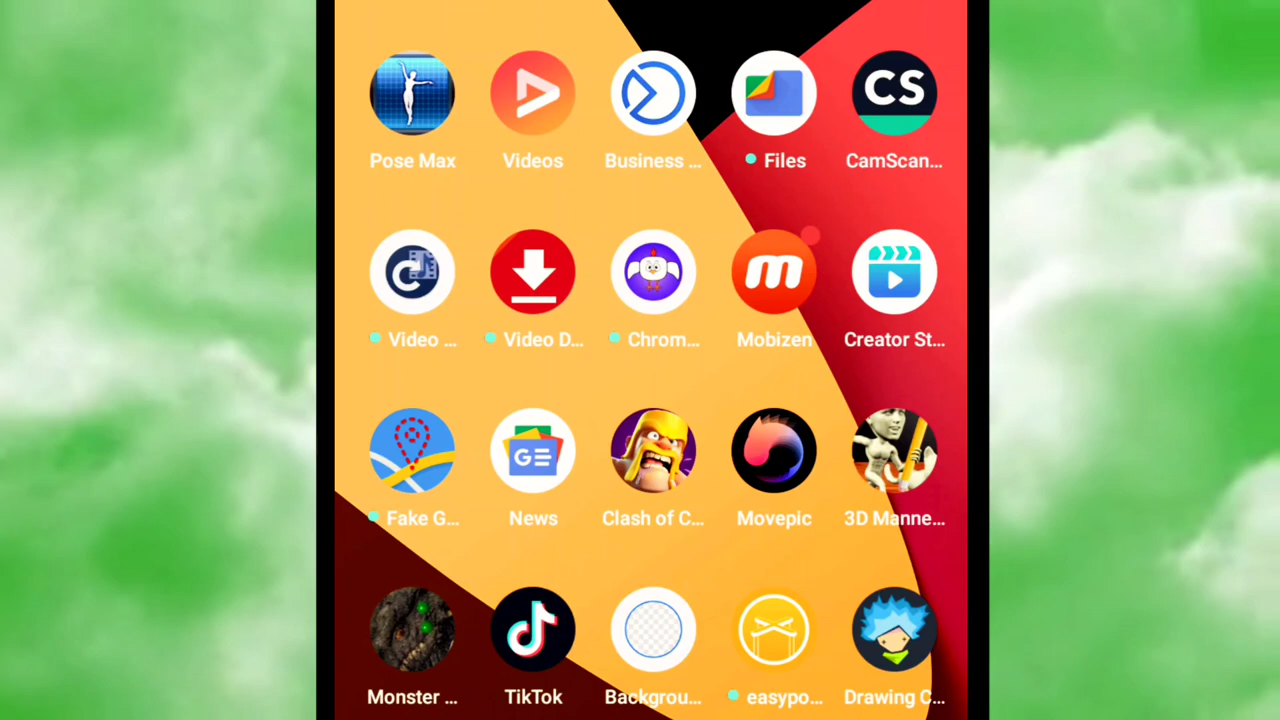 CS
Pose Max Videos Business ... Files CamScan...
m
Video ... Video D... Chrom... Mobizen Creator St...
GE
Fake G... News Clash of C... Movepic 3D Manne...
Monster ... TikTok Backgrou... easypo... Drawing C...